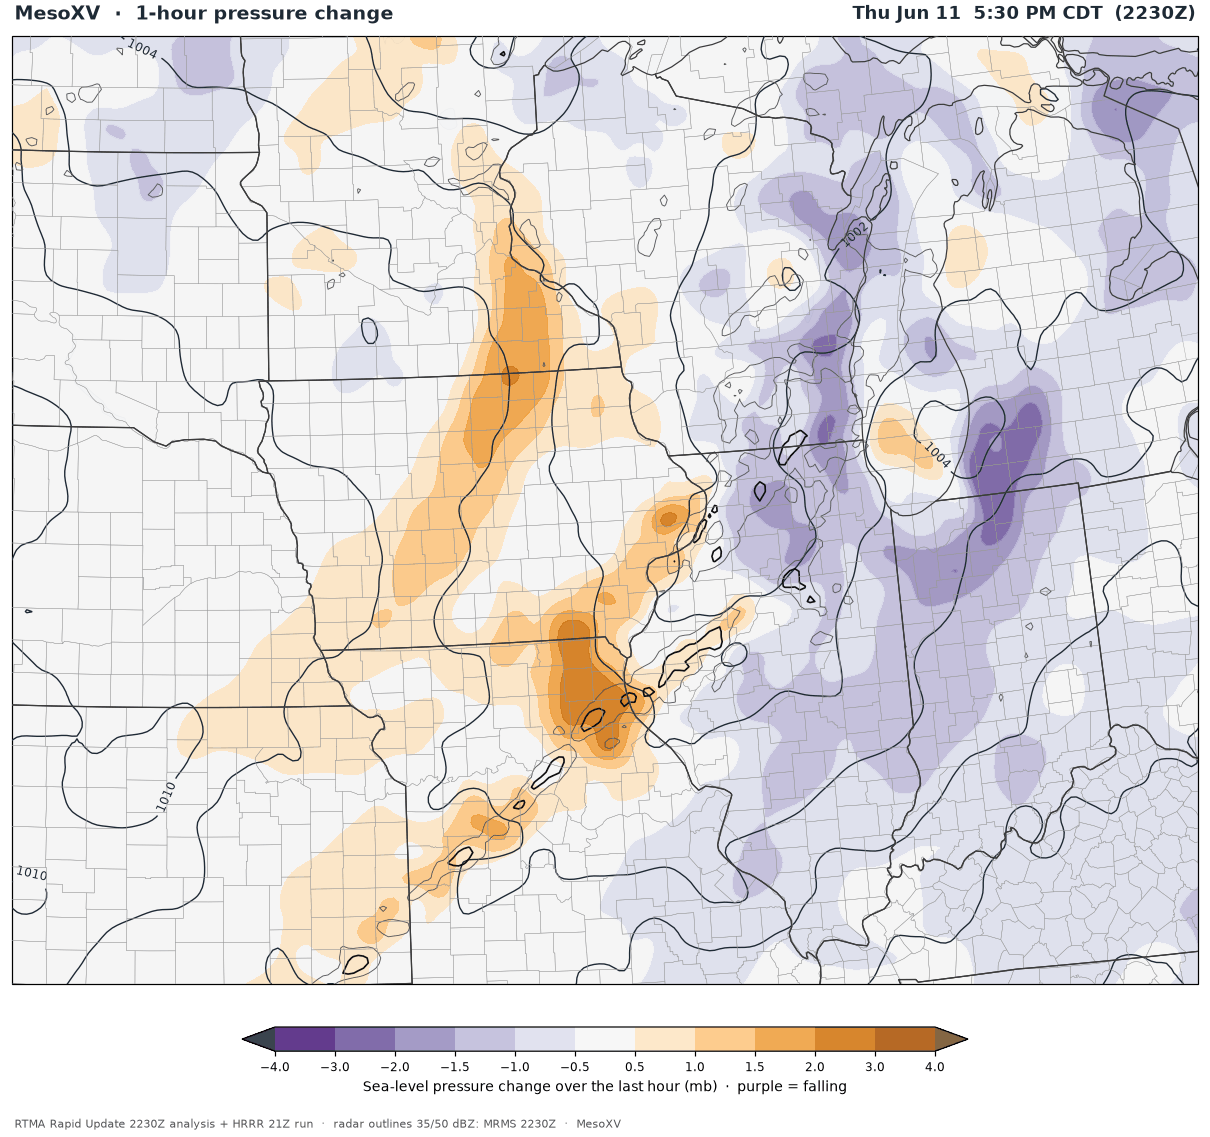 MesoXV · 1-hour pressure change
Thu Jun 11 5:30 PM CDT (2230Z)
1004
1002
1004
1010
1010
−4.0 −3.0 −2.0 −1.5 −1.0 −0.5 0.5 1.0 1.5 2.0 3.0 4.0
Sea-level pressure change over the last hour (mb) · purple = falling
RTMA Rapid Update 2230Z analysis + HRRR 21Z run · radar outlines 35/50 dBZ: MRMS 2230Z · MesoXV